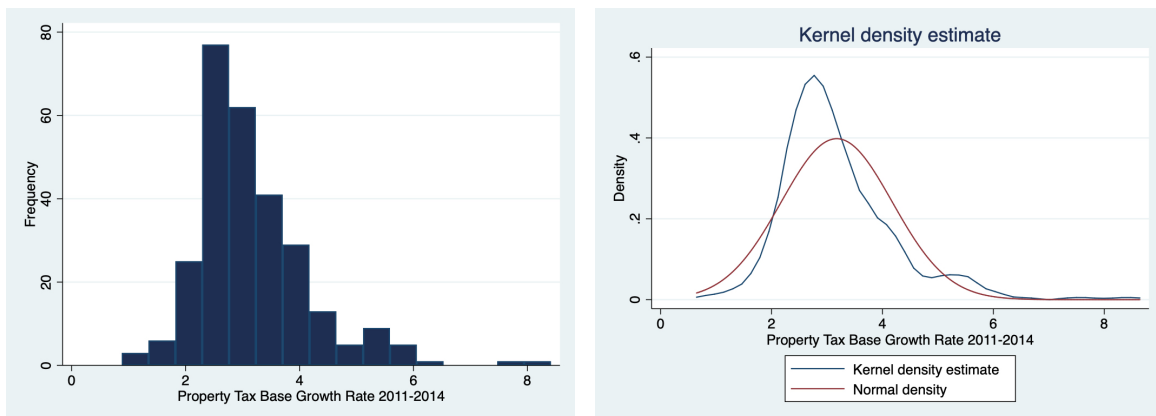 80
60
40
20
0
Frequency
0 2 4 6 8
Property Tax Base Growth Rate 2011-2014
Kernel density estimate
.6
.4
.2
0
Density
0 2 4 6 8
Property Tax Base Growth Rate 2011-2014
Kernel density estimate
Normal density